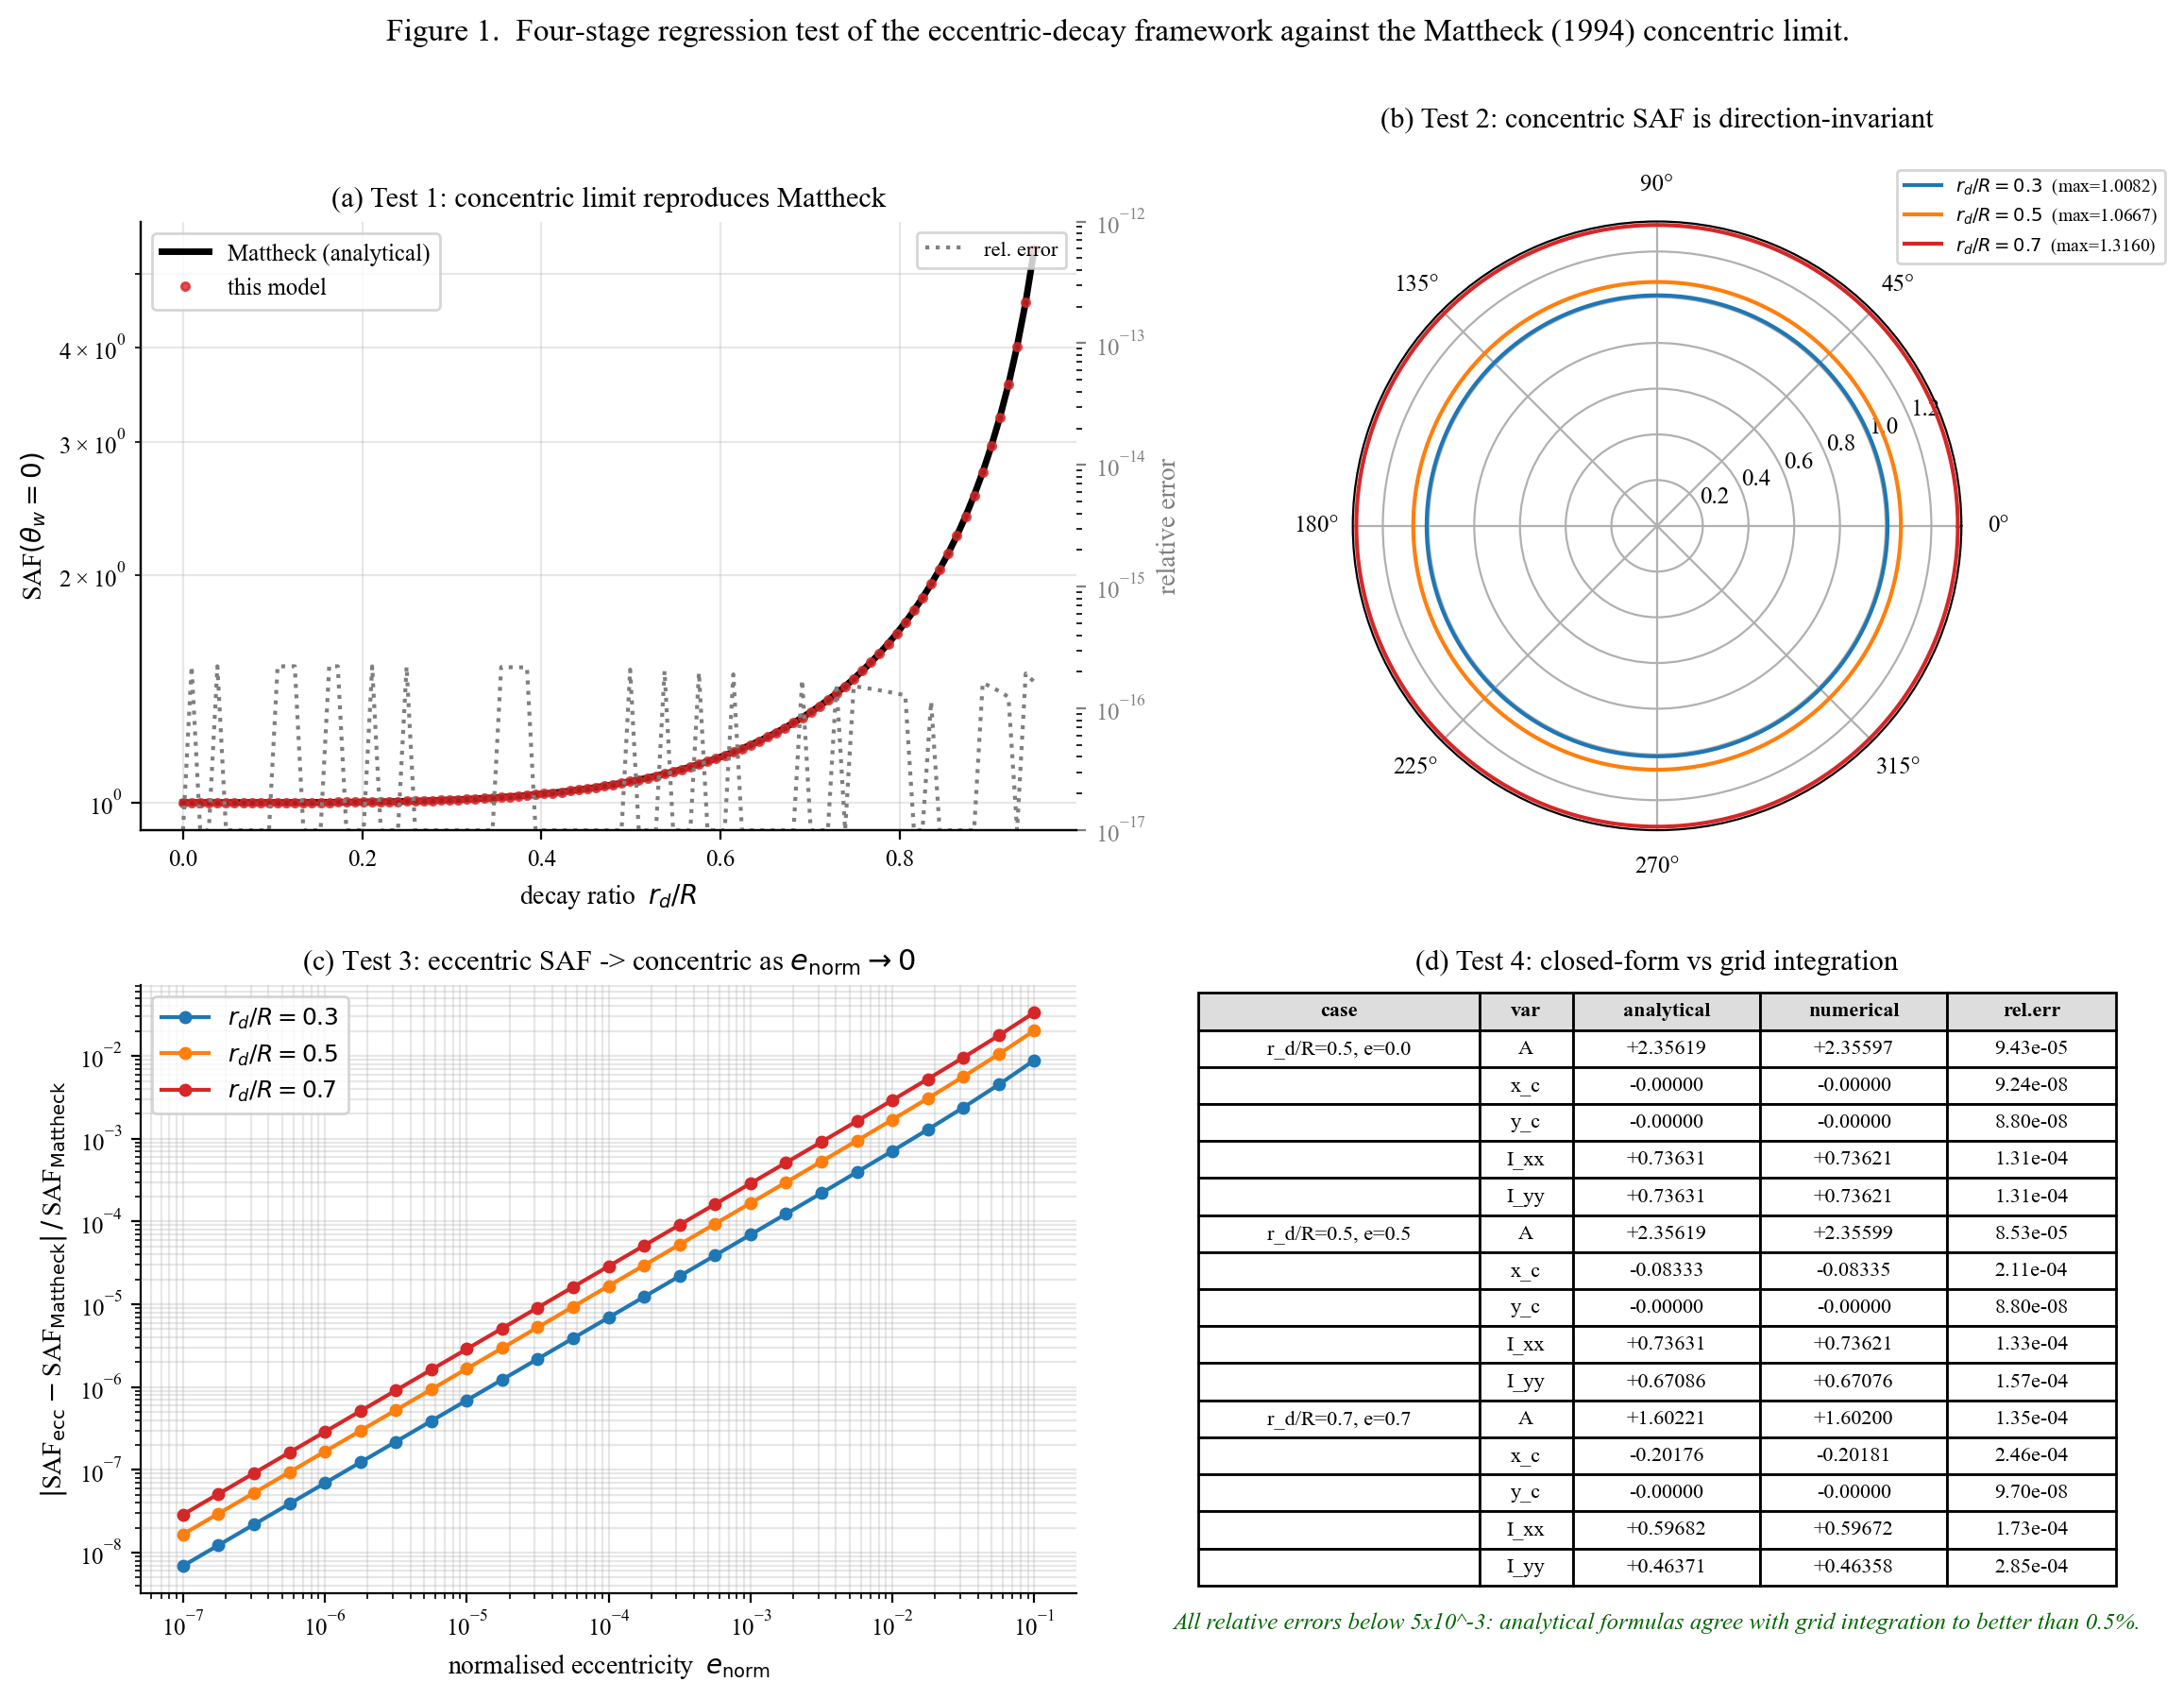 Figure 1.  Four-stage regression test of the eccentric-decay framework against the Mattheck (1994) concentric limit.
(a) Test 1: concentric limit reproduces Mattheck
Mattheck (analytical)
this model
rel. error
SAF(θ_w = 0)
4 × 10⁰
3 × 10⁰
2 × 10⁰
10⁰
0.0 0.2 0.4 0.6 0.8
decay ratio r_d/R
10⁻¹²
10⁻¹³
10⁻¹⁴
10⁻¹⁵
10⁻¹⁶
10⁻¹⁷
relative error
(b) Test 2: concentric SAF is direction-invariant
r_d/R = 0.3 (max=1.0082)
r_d/R = 0.5 (max=1.0667)
r_d/R = 0.7 (max=1.3160)
90°
135° 45°
180° 0°
225° 315°
270°
0.2 0.4 0.6 0.8 1.0 1.2
(c) Test 3: eccentric SAF -> concentric as e_norm → 0
r_d/R = 0.3
r_d/R = 0.5
r_d/R = 0.7
|SAF_ecc − SAF_Mattheck| / SAF_Mattheck
10⁻²
10⁻³
10⁻⁴
10⁻⁵
10⁻⁶
10⁻⁷
10⁻⁸
10⁻⁷ 10⁻⁶ 10⁻⁵ 10⁻⁴ 10⁻³ 10⁻² 10⁻¹
normalised eccentricity e_norm
(d) Test 4: closed-form vs grid integration
case var analytical numerical rel.err
r_d/R=0.5, e=0.0 A +2.35619 +2.35597 9.43e-05
x_c -0.00000 -0.00000 9.24e-08
y_c -0.00000 -0.00000 8.80e-08
I_xx +0.73631 +0.73621 1.31e-04
I_yy +0.73631 +0.73621 1.31e-04
r_d/R=0.5, e=0.5 A +2.35619 +2.35599 8.53e-05
x_c -0.08333 -0.08335 2.11e-04
y_c -0.00000 -0.00000 8.80e-08
I_xx +0.73631 +0.73621 1.33e-04
I_yy +0.67086 +0.67076 1.57e-04
r_d/R=0.7, e=0.7 A +1.60221 +1.60200 1.35e-04
x_c -0.20176 -0.20181 2.46e-04
y_c -0.00000 -0.00000 9.70e-08
I_xx +0.59682 +0.59672 1.73e-04
I_yy +0.46371 +0.46358 2.85e-04
All relative errors below 5x10^-3: analytical formulas agree with grid integration to better than 0.5%.